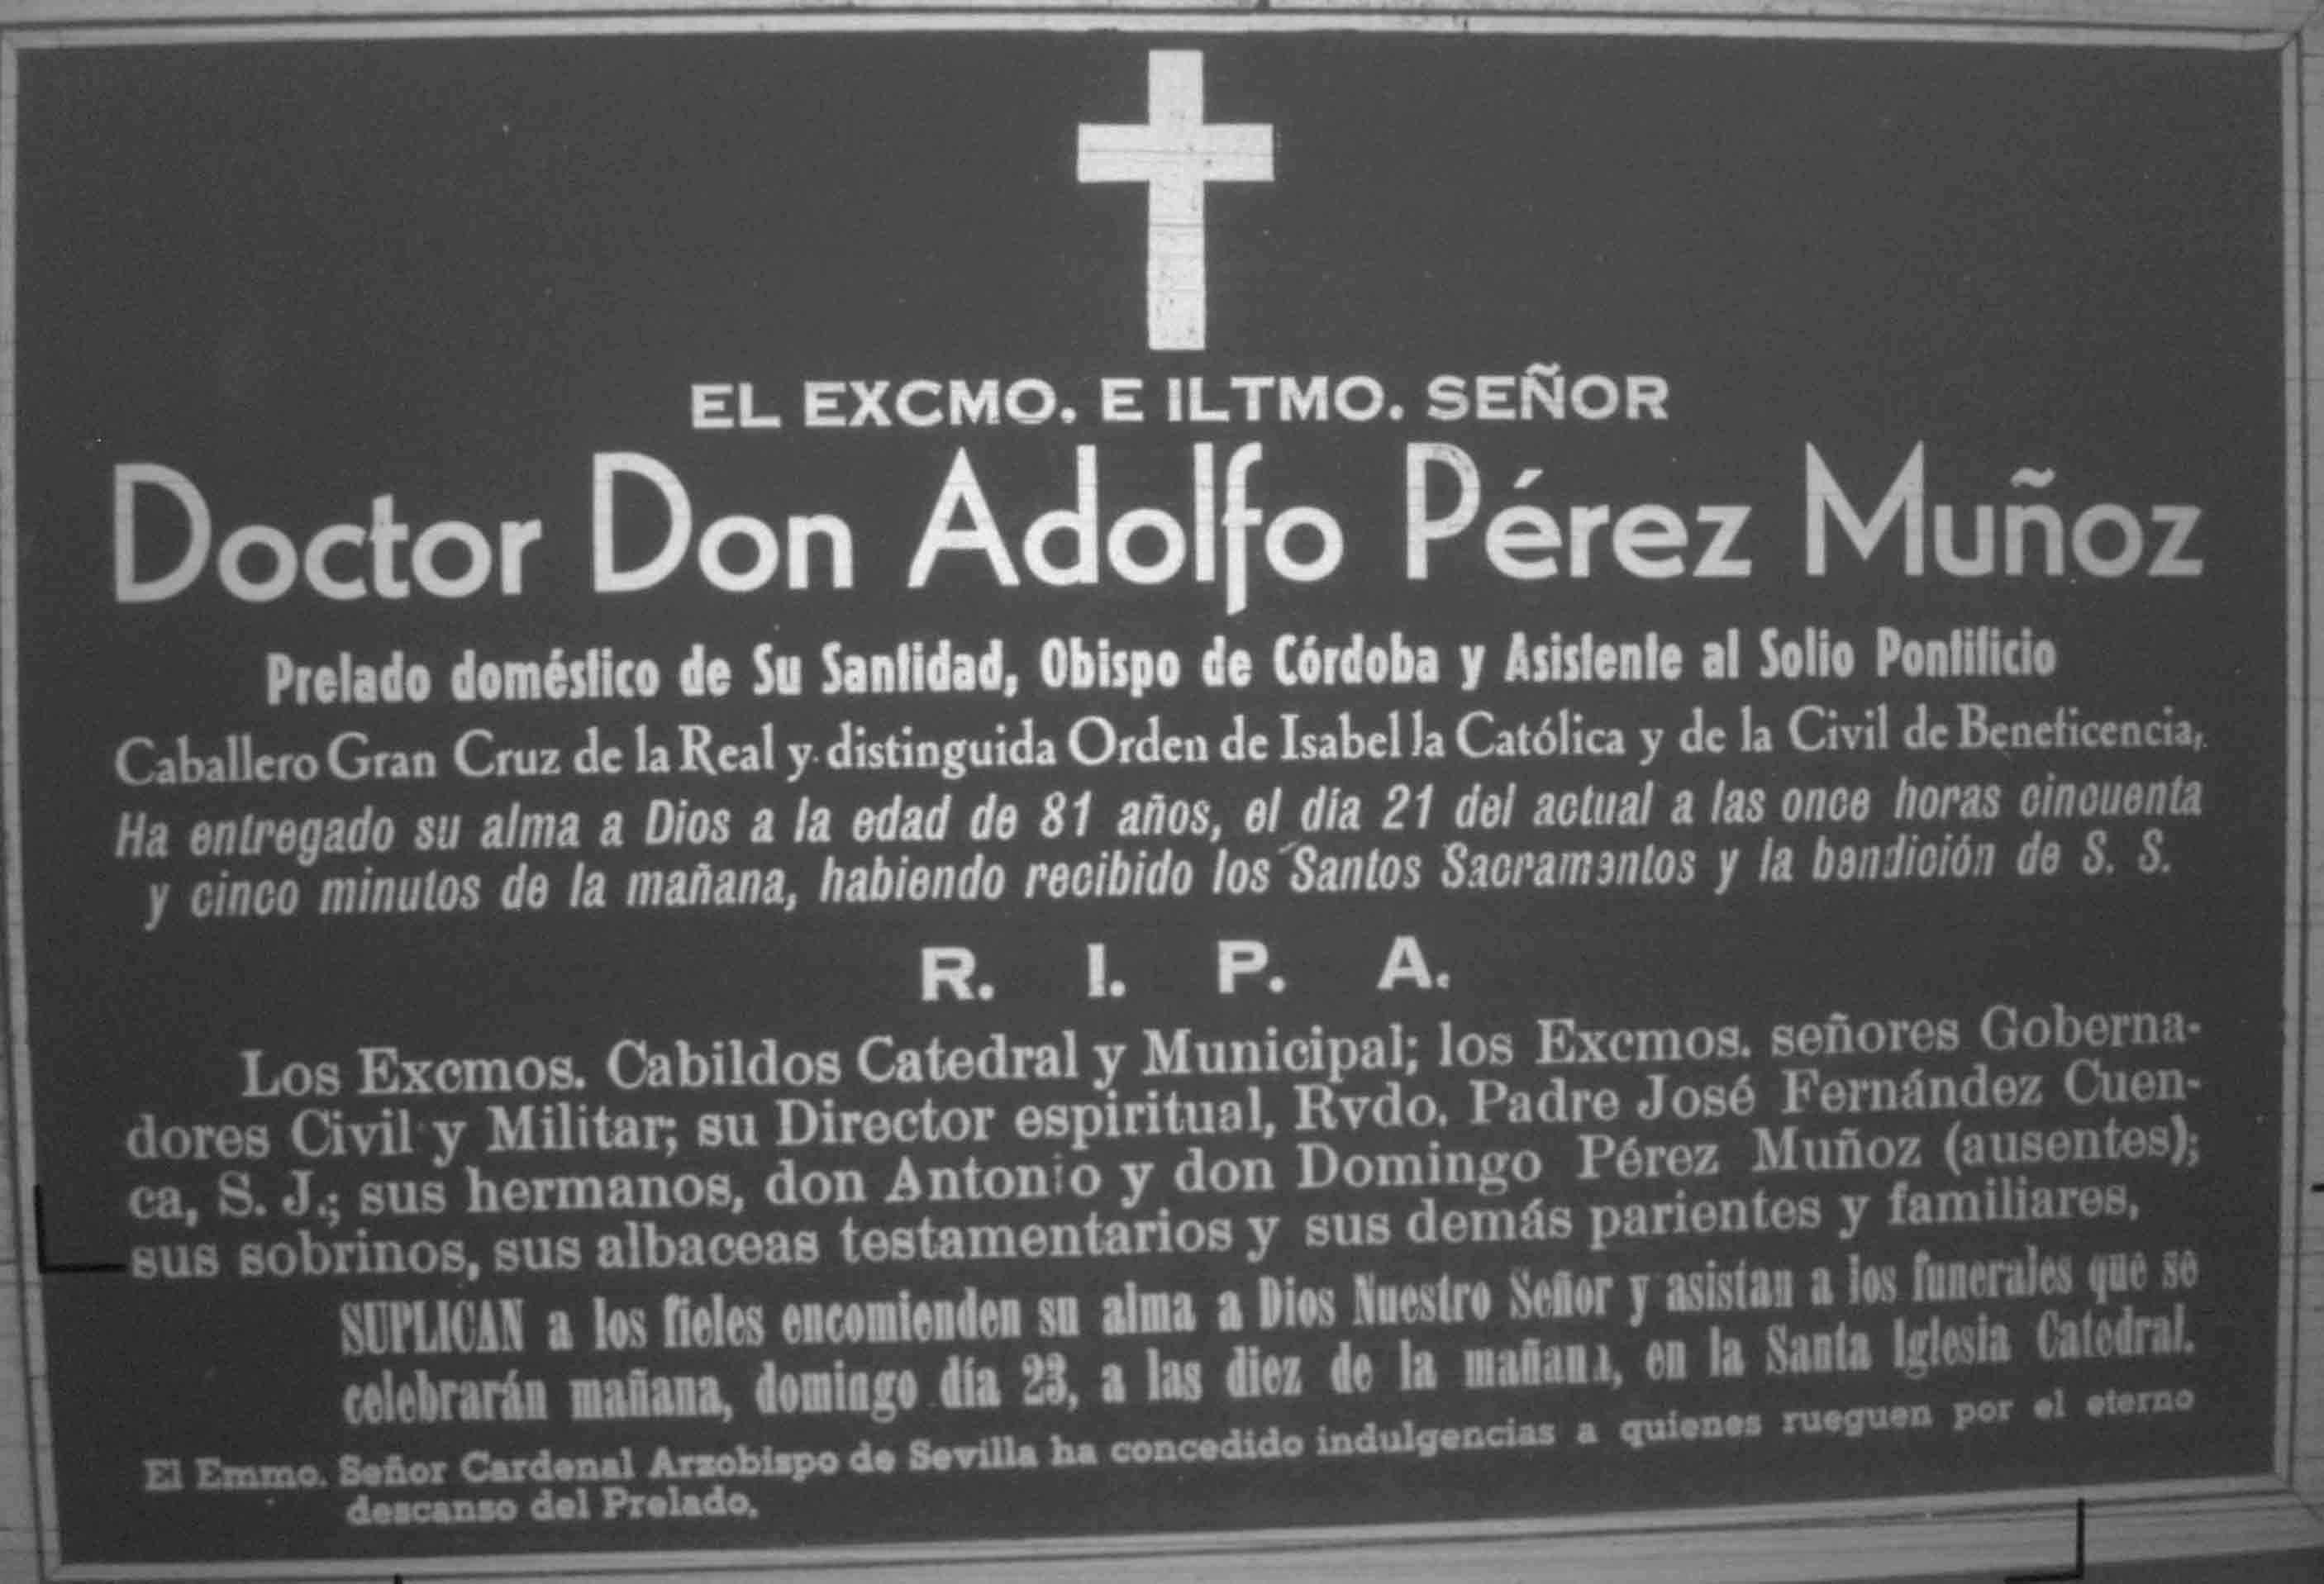 EL EXCMO. E ILTMO. SEÑOR
Doctor Don Adolfo Pérez Muñoz
Prelado doméstico de Su Santidad, Obispo de Córdoba y Asistente al Solio Pontificio
Caballero Gran Cruz de la Real y distinguida Orden de Isabel la Católica y de la Civil de Beneficencia,
Ha entregado su alma a Dios a la edad de 81 años, el día 21 del actual a las once horas cincuenta
y cinco minutos de la mañana, habiendo recibido los Santos Sacramentos y la bendición de S. S.
R. I. P. A.
Los Excmos. Cabildos Catedral y Municipal; los Excmos. señores Goberna-
dores Civil y Militar; su Director espiritual, Rvdo. Padre José Fernández Cuen-
ca, S. J.; sus hermanos, don Antonio y don Domingo Pérez Muñoz (ausentes);
sus sobrinos, sus albaceas testamentarios y sus demás parientes y familiares,
SUPLICAN a los fieles encomienden su alma a Dios Nuestro Señor y asistan a los funerales que se
celebrarán mañana, domingo día 23, a las diez de la mañana, en la Santa Iglesia Catedral.
El Emmo. Señor Cardenal Arzobispo de Sevilla ha concedido indulgencias a quienes rueguen por el eterno
descanso del Prelado.